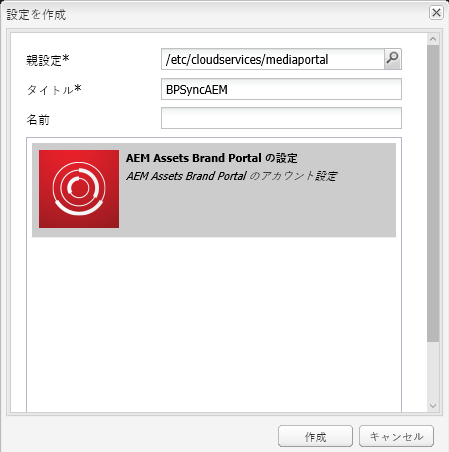 設定を作成
親設定* /etc/cloudservices/mediaportal
タイトル* BPSyncAEM
名前
AEM Assets Brand Portal の設定
AEM Assets Brand Portal のアカウント設定
作成 キャンセル